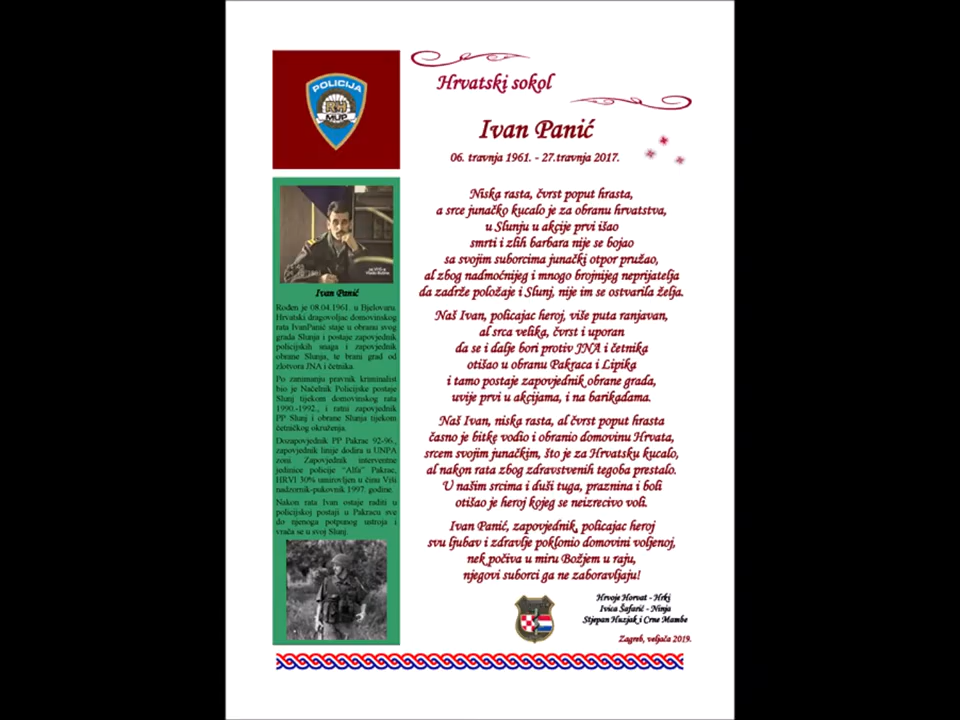 POLICIJA
MUP
Hrvatski sokol
Ivan Panić
06. travnja 1961. - 27.travnja 2017.
Ivan Panić
Rođen je 08.04.1961. u Bjelovaru.
Hrvatski dragovoljac domovinskog
rata IvanPanić staje u obranu svog
grada Slunja i postaje zapovjednik
policijskih snaga i zapovjednik
obrane Slunja, te brani grad od
zlotvora JNA i četnika.
Po zanimanju pravnik kriminalist
bio je Načelnik Policijske postaje
Slunj tijekom domovinskog rata
1990.-1992., i ratni zapovjednik
PP Slunj i obrane Slunja tijekom
četničkog okruženja.
Dozapovjednik PP Pakrac 92-96.,
zapovjednik linije dodira u UNPA
zoni. Zapovjednik interventne
jedinice policije "Alfa" Pakrac,
HRVI 30% umirovljen u činu Viši
nadzornik-pukovnik 1997. godine.
Nakon rata Ivan ostaje raditi u
policijskoj postaji u Pakracu sve
do njenoga potpunog ustroja i
vraća se u svoj Slunj.
Niska rasta, čvrst poput hrasta,
a srce junačko kucalo je za obranu hrvatstva,
u Slunju u akcije prvi išao
smrti i zlih barbara nije se bojao
sa svojim suborcima junački otpor pružao,
al zbog nadmoćnijeg i mnogo brojnijeg neprijatelja
da zadrže položaje i Slunj, nije im se ostvarila želja.
Naš Ivan, policajac heroj, više puta ranjavan,
al srca velika, čvrst i uporan
da se i dalje bori protiv JNA i četnika
otišao u obranu Pakraca i Lipika
i tamo postaje zapovjednik obrane grada,
uvije prvi u akcijama, i na barikadama.
Naš Ivan, niska rasta, al čvrst poput hrasta
časno je bitke vodio i obranio domovinu Hrvata,
srcem svojim junačkim, što je za Hrvatsku kucalo,
al nakon rata zbog zdravstvenih tegoba prestalo.
U našim srcima i duši tuga, praznina i boli
otišao je heroj kojeg se neizrecivo voli.
Ivan Panić, zapovjednik, policajac heroj
svu ljubav i zdravlje poklonio domovini voljenoj,
nek počiva u miru Božjem u raju,
njegovi suborci ga ne zaboravljaju!
Hrvoje Horvat - Hrki
Ivica Šafarić - Ninja
Stjepan Huzjak i Crne Mambe
Zagreb, veljača 2019.